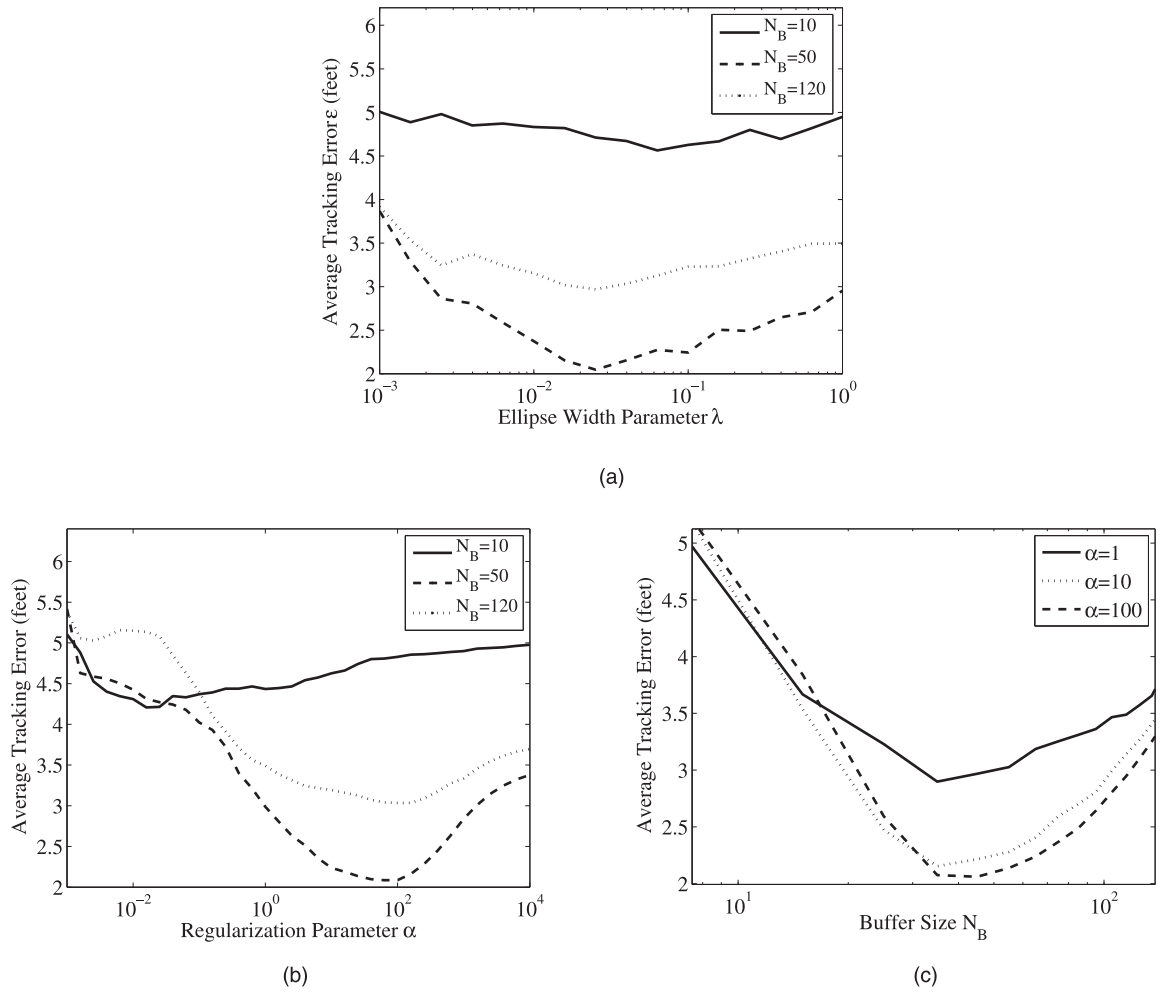 6
5.5
5
4.5
4
3.5
3
2.5
2
Average Tracking Error ε (feet)
N_B=10
N_B=50
N_B=120
10^-3
10^-2
10^-1
10^0
Ellipse Width Parameter λ
(a)
6
5.5
5
4.5
4
3.5
3
2.5
2
Average Tracking Error (feet)
N_B=10
N_B=50
N_B=120
10^-2
10^0
10^2
10^4
Regularization Parameter α
(b)
5
4.5
4
3.5
3
2.5
2
Average Tracking Error (feet)
α=1
α=10
α=100
10^1
10^2
Buffer Size N_B
(c)